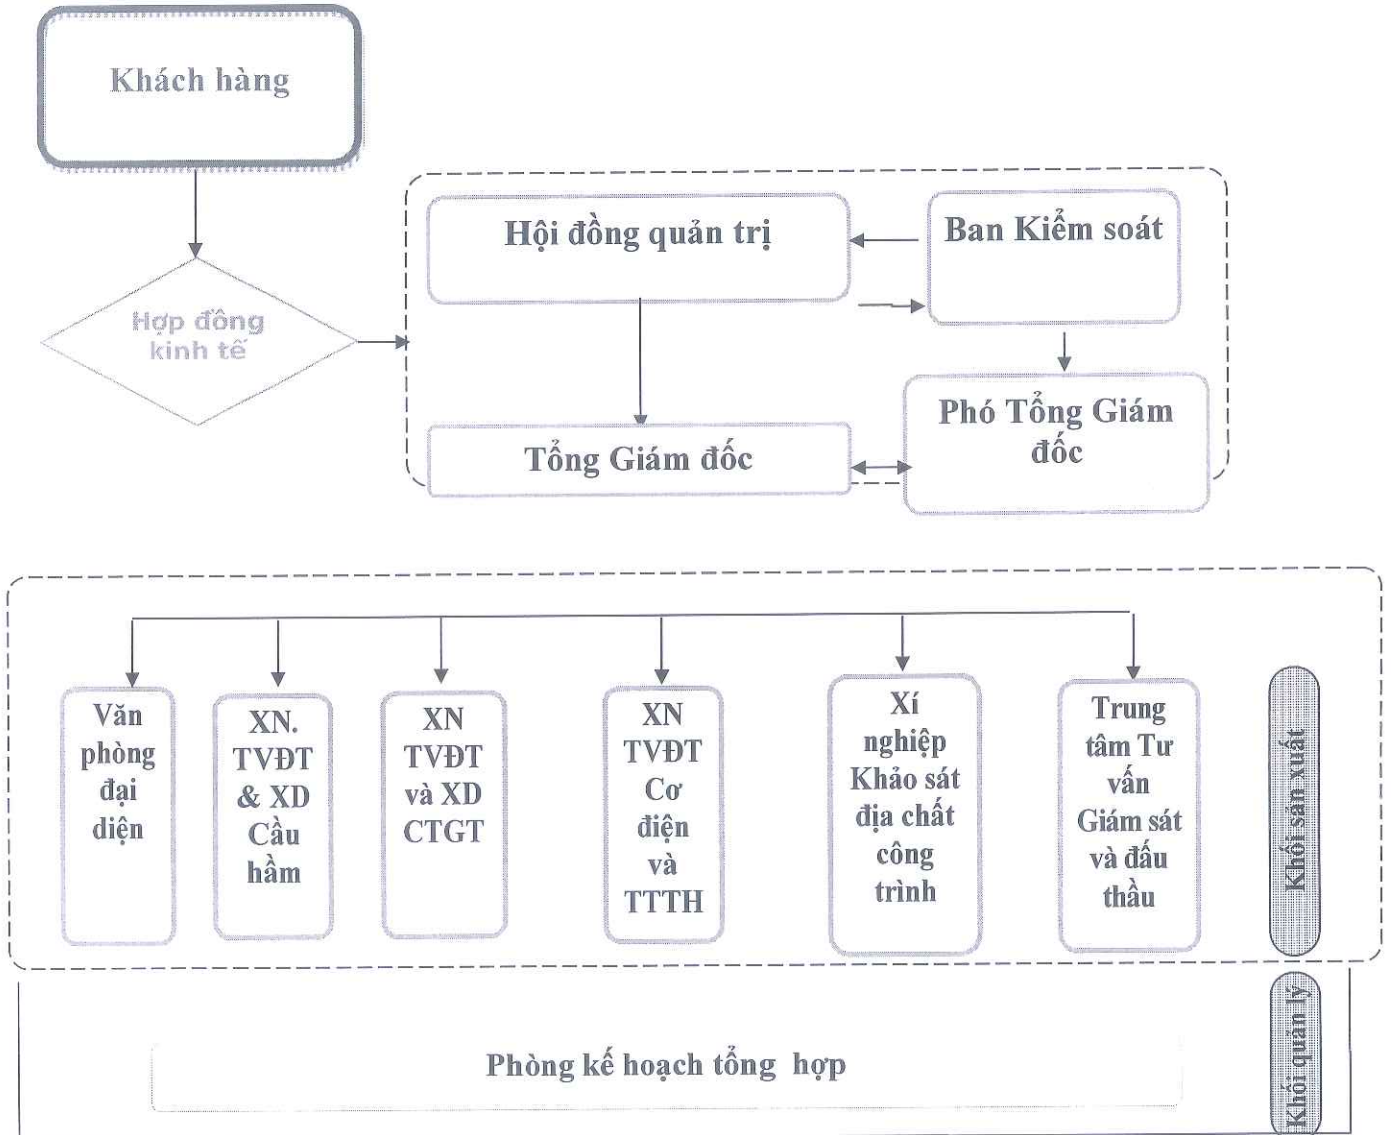 Khách hàng
Hợp đồng
kinh tế
Hội đồng quản trị
Ban Kiểm soát
Tổng Giám đốc
Phó Tổng Giám
đốc
Văn
phòng
đại
diện
XN.
TVĐT
& XD
Cầu
hầm
XN
TVĐT
và XD
CTGT
XN
TVĐT
Cơ
điện
và
TTTH
Xí
nghiệp
Khảo sát
địa chất
công
trình
Trung
tâm Tư
vấn
Giám sát
và đấu
thầu
Khối sản xuất
Phòng kế hoạch tổng hợp
Khối quản lý